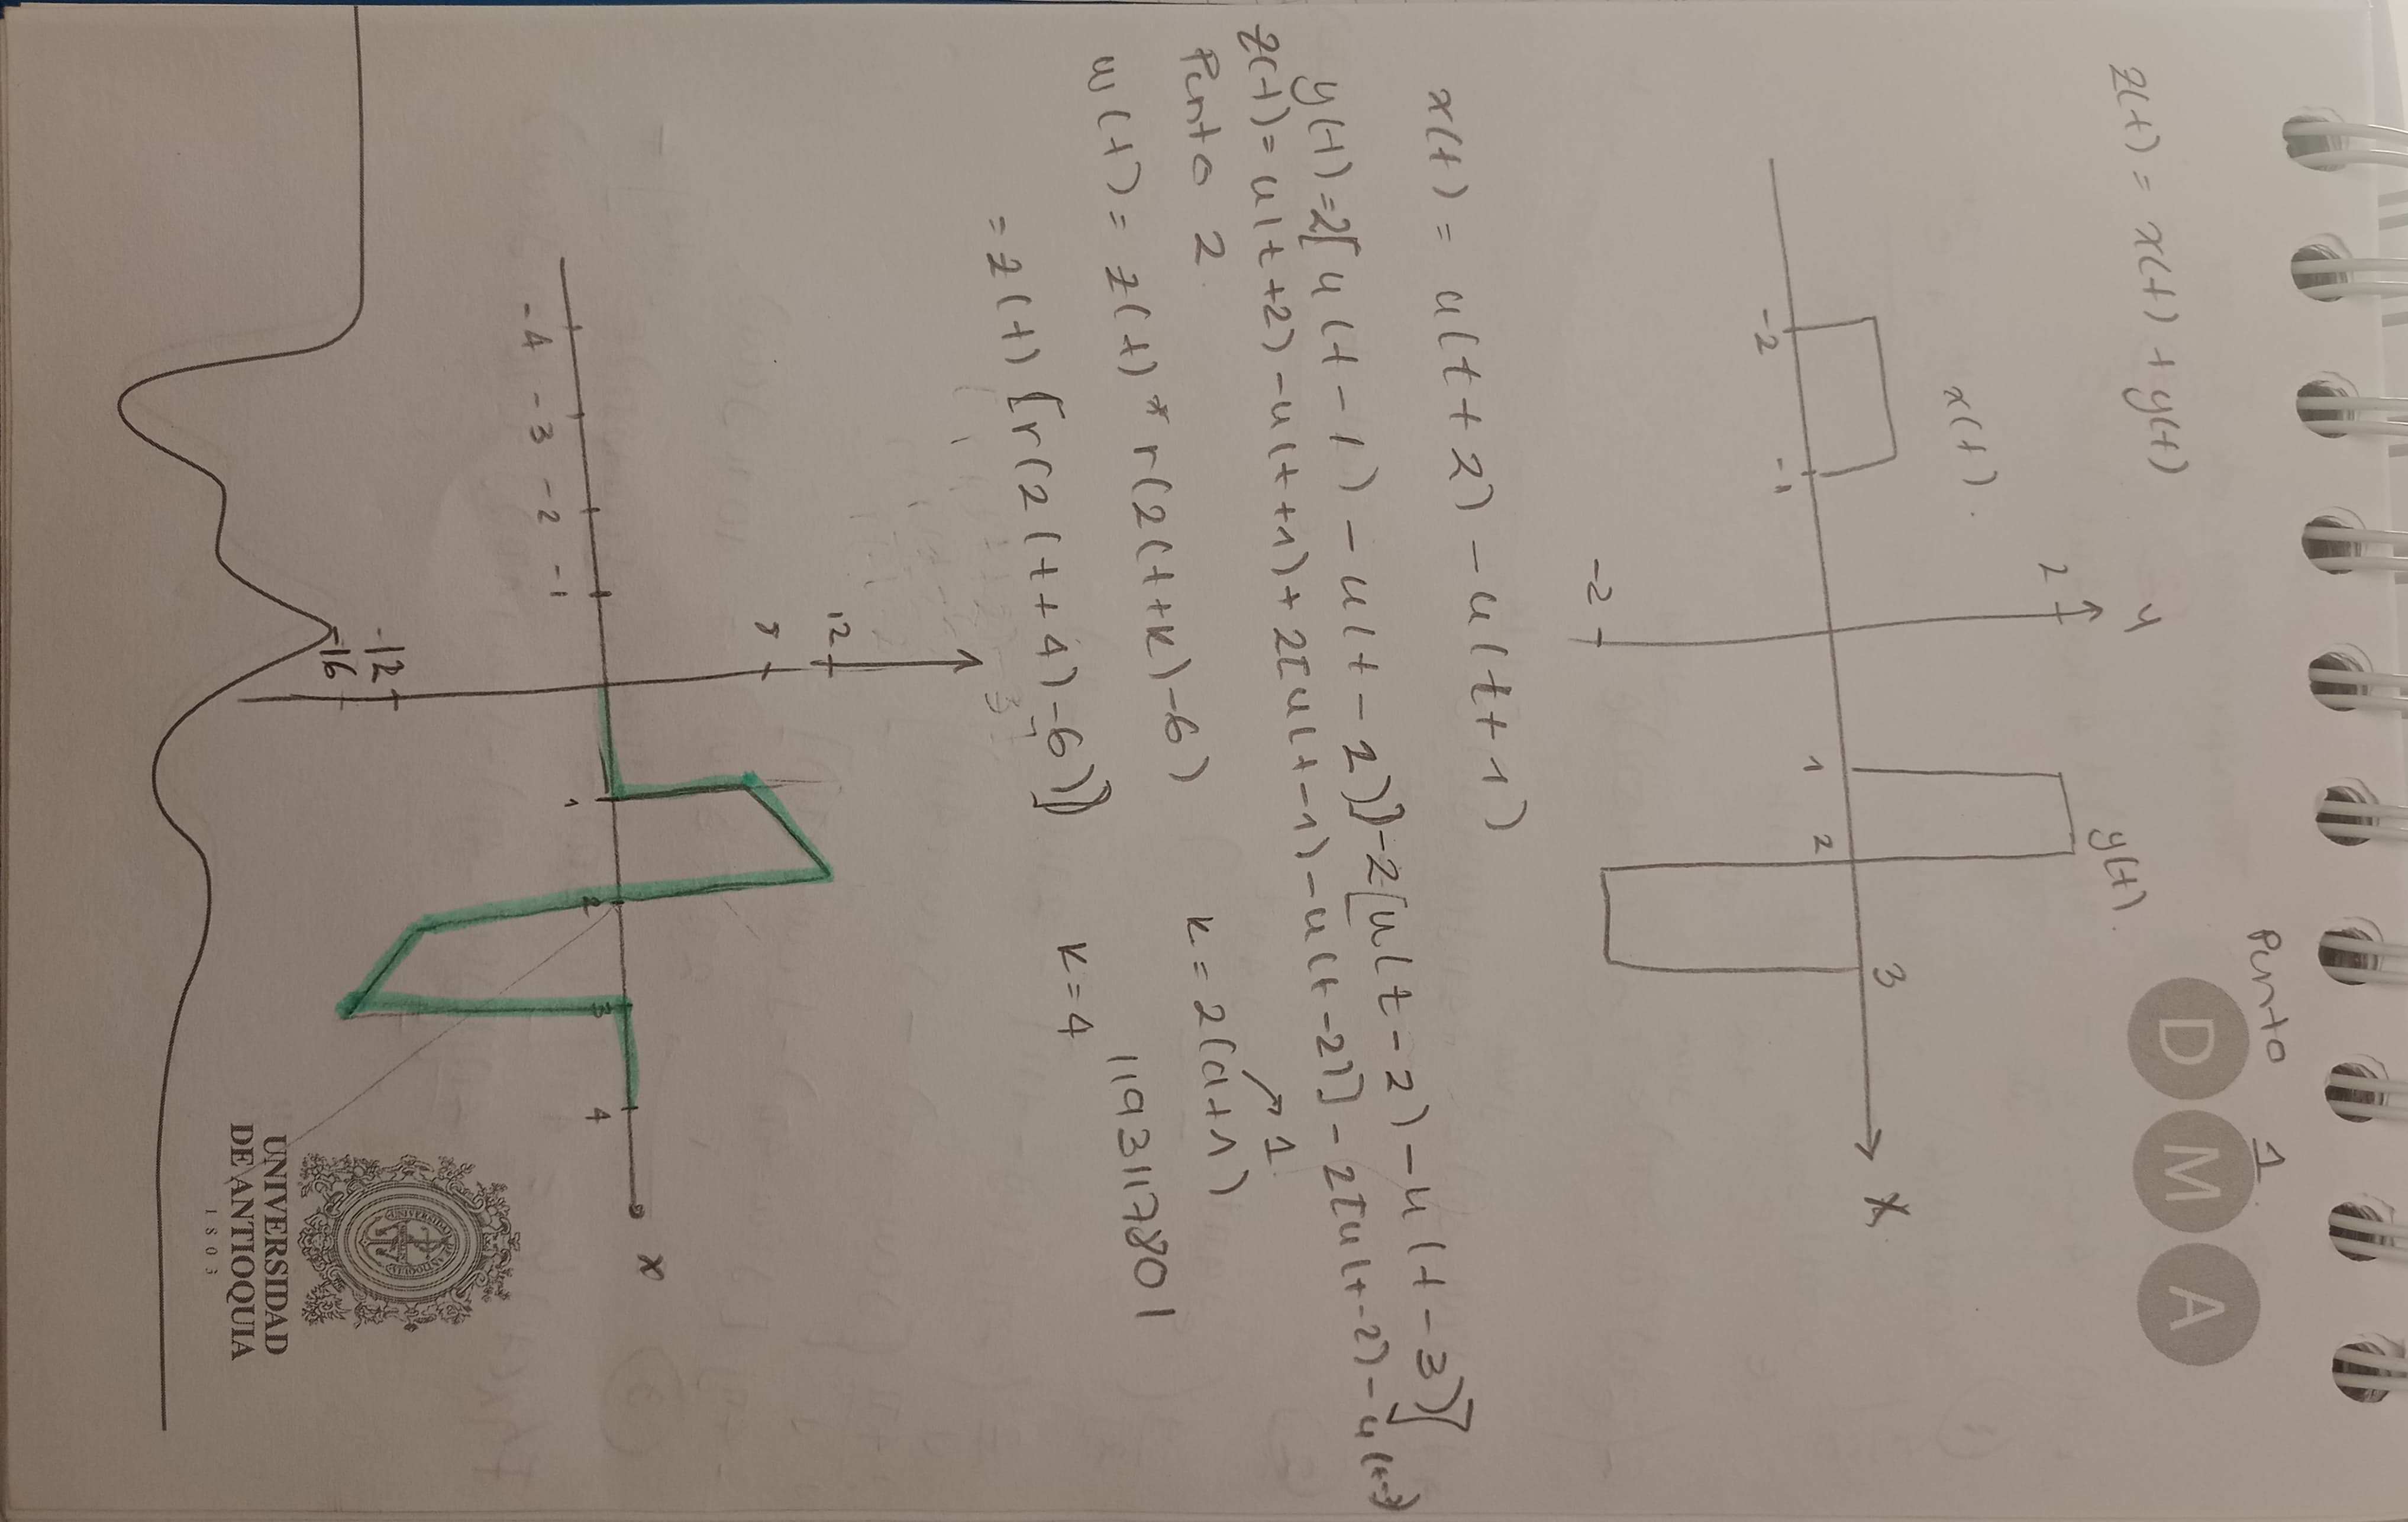 Punto 1.
D M A
z(t) = x(t) + y(t)
y
y(t).
2
x(t).
3
X
1
2
-2
-1
-2
x(t) = u(t+2) - u(t+1)
y(t) = 2[u(t-1) - u(t-2)] - 2[u(t-2) - u(t-3)]
z(t) = u(t+2) - u(t+1) + 2[u(t-1) - u(t-2)] - 2[u(t-2) - u(t-3)
1
Punto 2.
k = 2(a+1)
w(t) = z(t) * r(2(t+k)-6)
1193117801
= z(t) [r(2(t+4)-6)]
k = 4
12
8
x
-4 -3 -2 -1
1 2 3 4
-12
-16
UNIVERSIDAD
DE ANTIOQUIA
1803